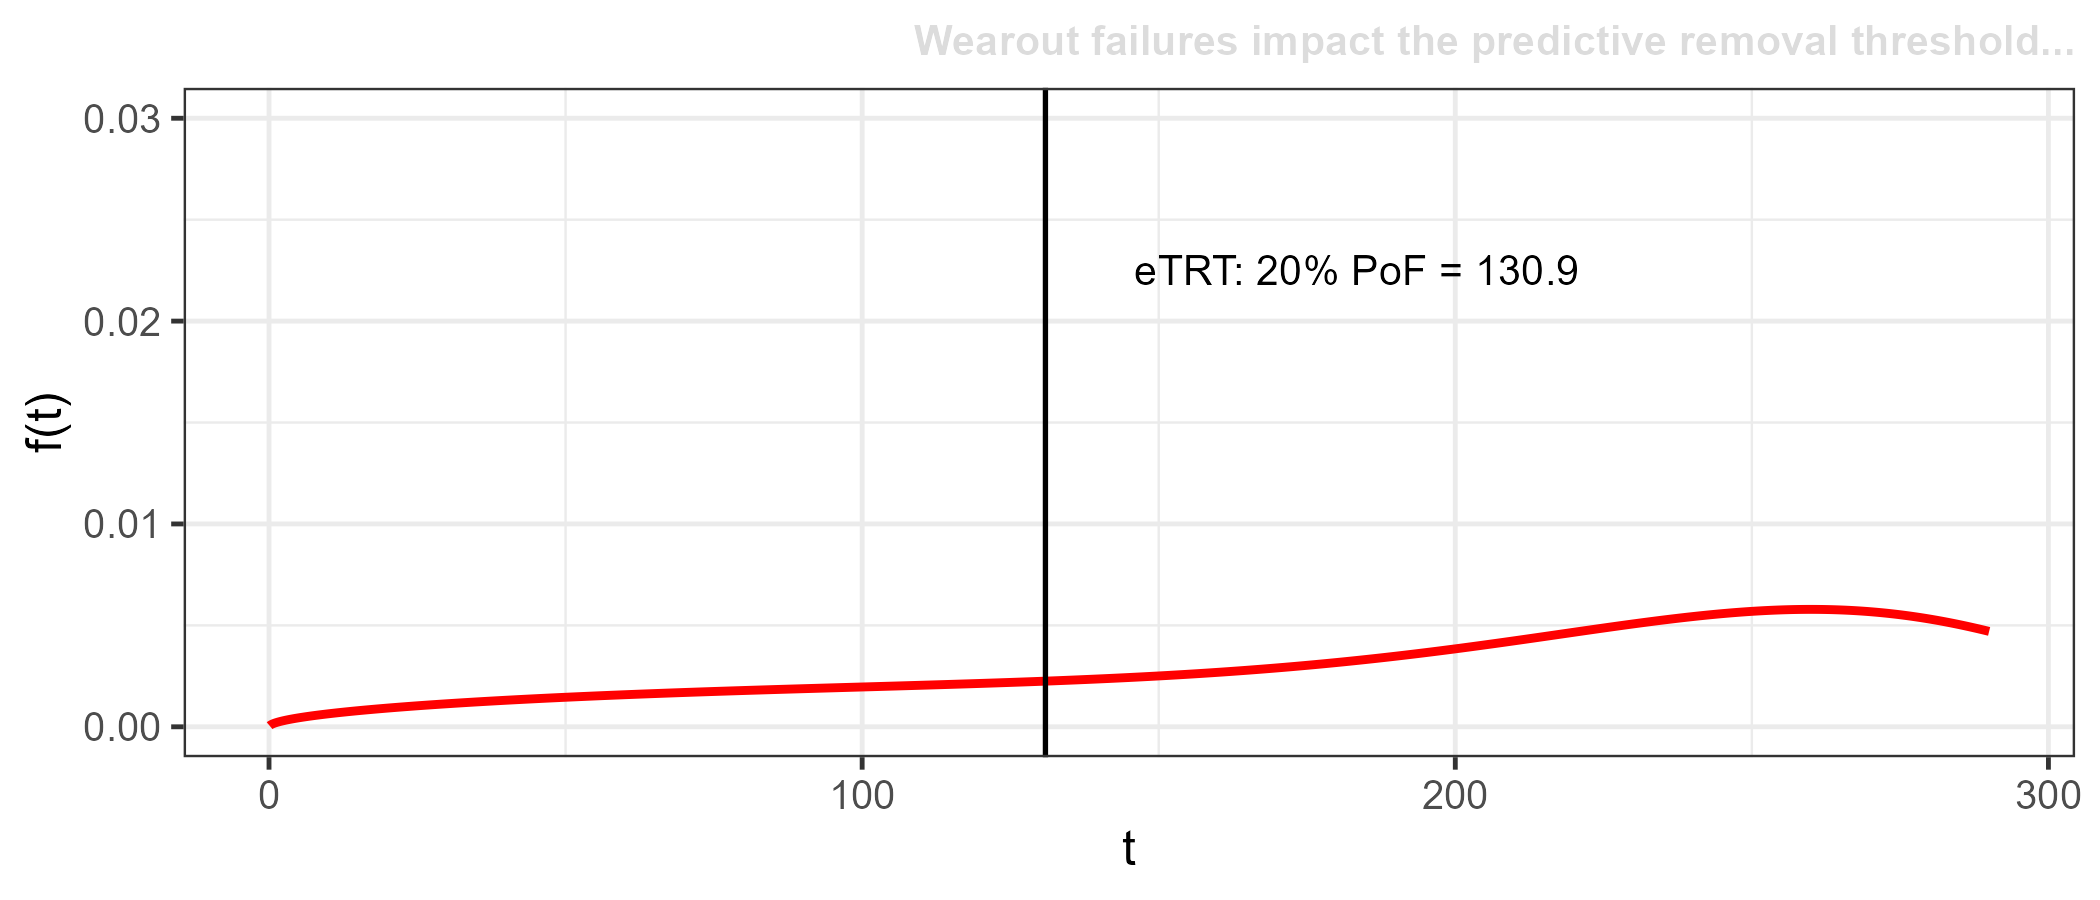 Wearout failures impact the predictive removal threshold...
0.03
0.02
0.01
0.00
f(t)
eTRT: 20% PoF = 130.9
0 100 200 300
t